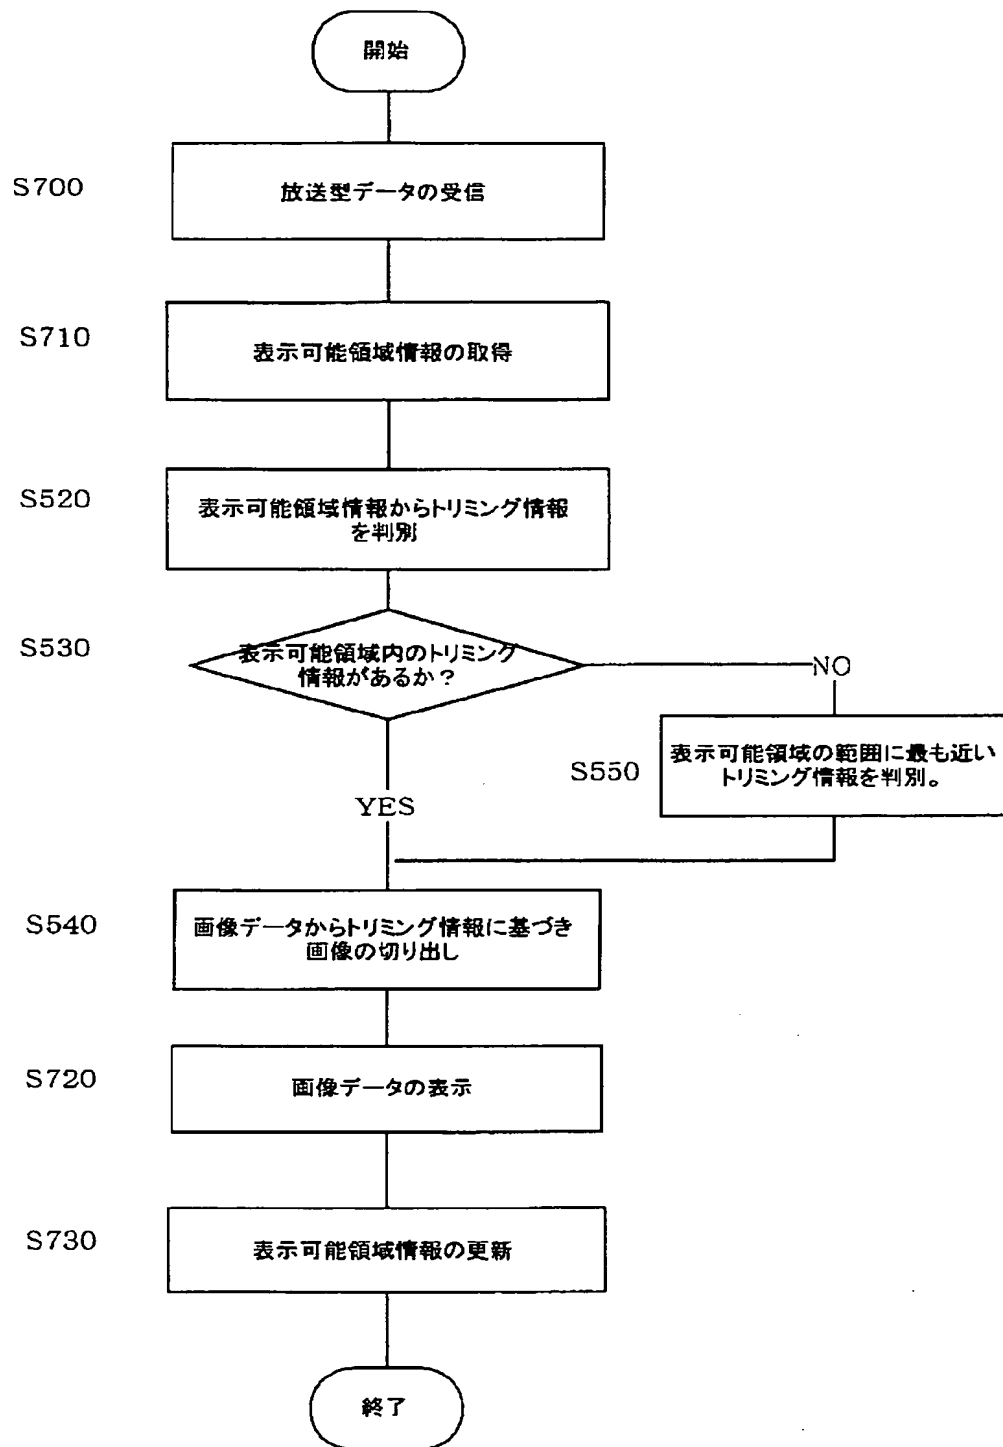 開始
S700
放送型データの受信
S710
表示可能領域情報の取得
S520
表示可能領域情報からトリミング情報
を判別
S530
表示可能領域内のトリミング
情報があるか?
NO
S550
表示可能領域の範囲に最も近い
トリミング情報を判別。
YES
S540
画像データからトリミング情報に基づき
画像の切り出し
S720
画像データの表示
S730
表示可能領域情報の更新
終了